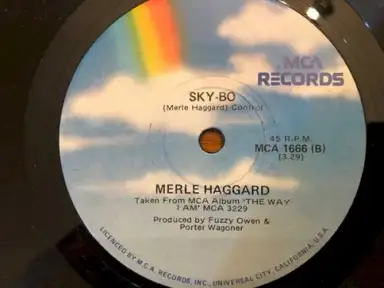 MCA
RECORDS
SKY-BO
(Merle Haggard) Control
45 R.P.M.
MCA 1666 (B)
(3.29)
MERLE HAGGARD
Taken From MCA Album 'THE WAY
I AM' MCA 3229
Produced by Fuzzy Owen &
Porter Wagoner
LICENCED BY M.C.A. RECORDS, INC., UNIVERSAL CITY, CALIFORNIA, U.S.A.